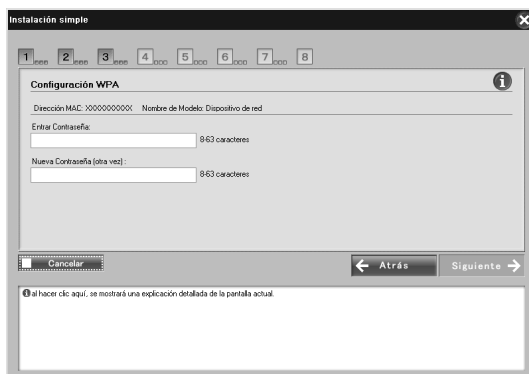 Instalación simple
1 2 3 4 5 6 7 8
Configuración WPA
Dirección MAC: XXXXXXXXXX Nombre de Modelo: Dispositivo de red
Entrar Contraseña:
8-63 caracteres
Nueva Contraseña (otra vez) :
8-63 caracteres
Cancelar
Atrás
Siguiente
al hacer clic aquí, se mostrará una explicación detallada de la pantalla actual.